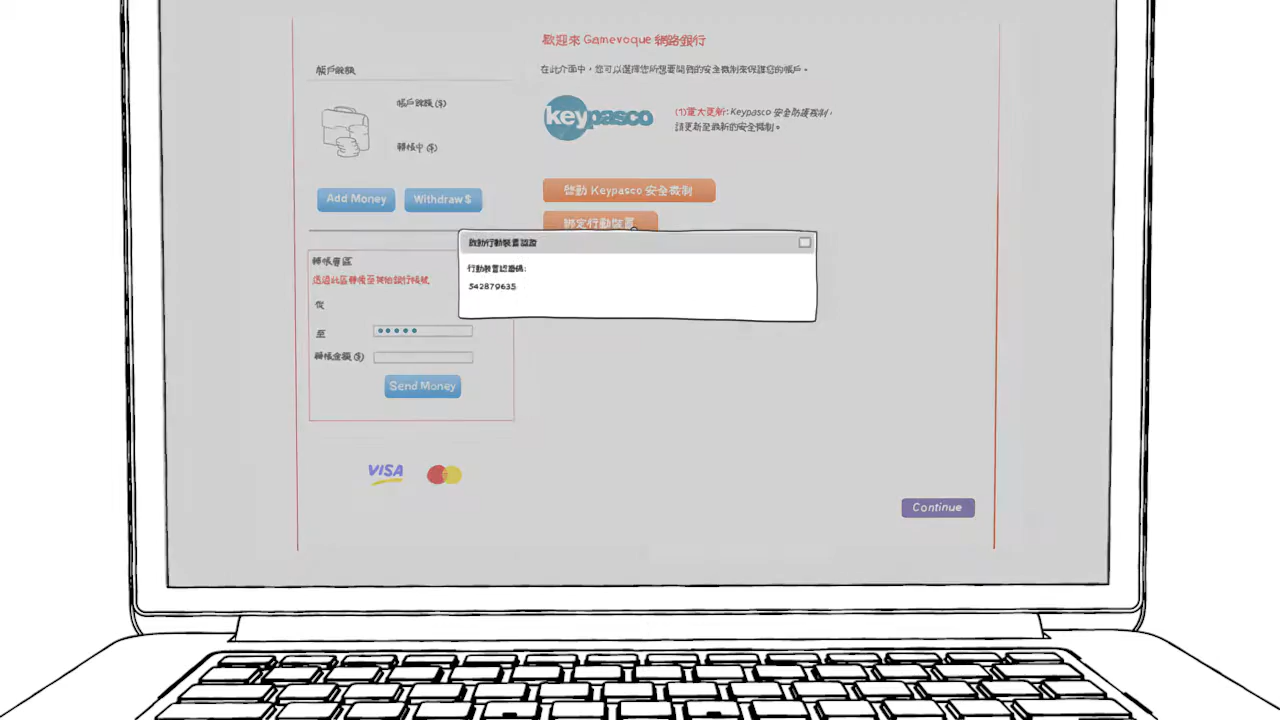 歡迎來 Gamevoque 網路銀行
在此介面中，您可以選擇您所想要開啟的安全機制來保護您的帳戶。
keypasco
(1)重大更新: Keypasco 安全防護機制，
請更新至最新的安全機制。
啓動 Keypasco 安全機制
綁定行動裝置
帳戶餘額
帳戶餘額 ($)
轉帳中 ($)
Add Money
Withdraw $
啟動行動裝置認證
行動裝置認證碼:
542879635
轉帳專區
透過此區轉帳至其他銀行帳號
從
至
轉帳金額 ($)
Send Money
VISA
Continue